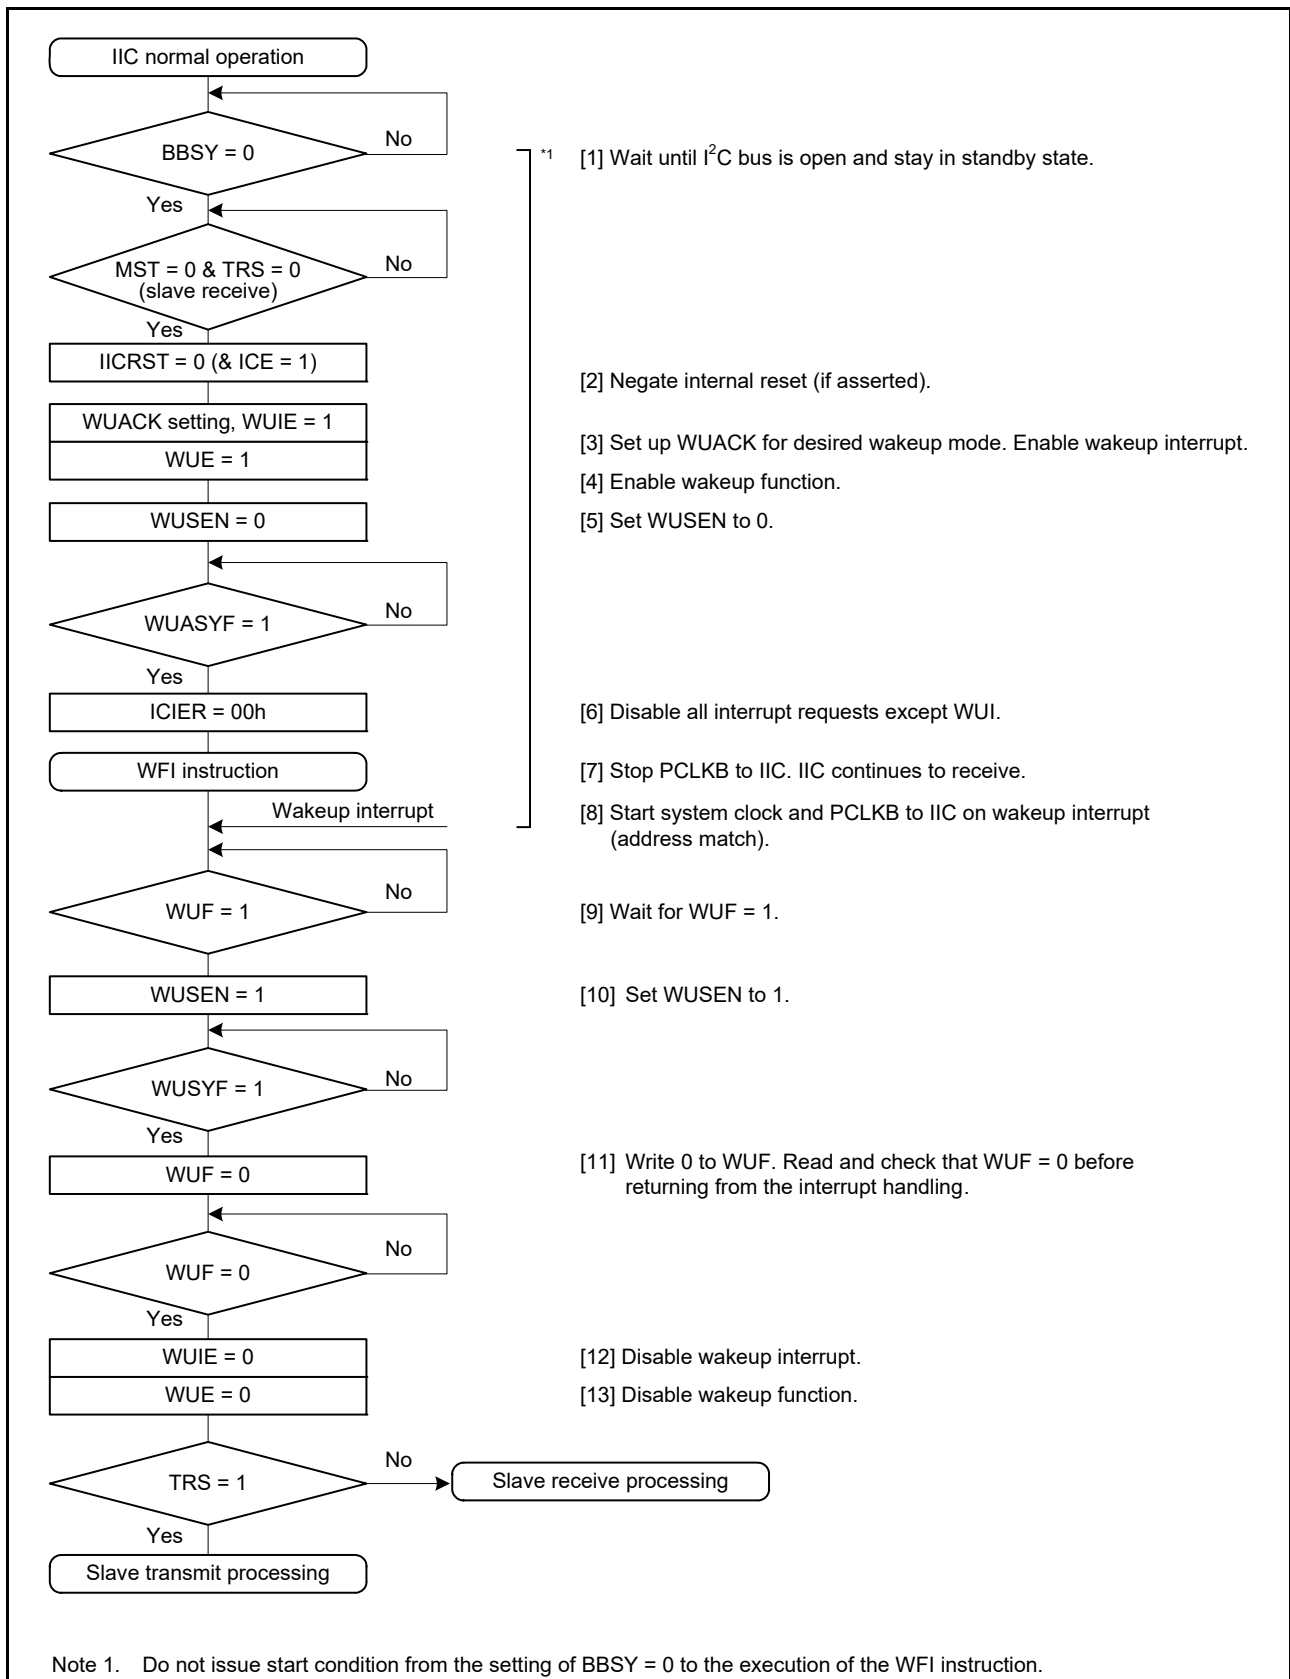 IIC normal operation
BBSY = 0
No
*1
[1] Wait until I²C bus is open and stay in standby state.
Yes
MST = 0 & TRS = 0
(slave receive)
No
Yes
IICRST = 0 (& ICE = 1)
[2] Negate internal reset (if asserted).
WUACK setting, WUIE = 1
[3] Set up WUACK for desired wakeup mode. Enable wakeup interrupt.
WUE = 1
[4] Enable wakeup function.
WUSEN = 0
[5] Set WUSEN to 0.
WUASYF = 1
No
Yes
ICIER = 00h
[6] Disable all interrupt requests except WUI.
WFI instruction
[7] Stop PCLKB to IIC. IIC continues to receive.
Wakeup interrupt
[8] Start system clock and PCLKB to IIC on wakeup interrupt
(address match).
WUF = 1
No
[9] Wait for WUF = 1.
WUSEN = 1
[10] Set WUSEN to 1.
WUSYF = 1
No
Yes
WUF = 0
[11] Write 0 to WUF. Read and check that WUF = 0 before
returning from the interrupt handling.
WUF = 0
No
Yes
WUIE = 0
[12] Disable wakeup interrupt.
WUE = 0
[13] Disable wakeup function.
TRS = 1
No
Slave receive processing
Yes
Slave transmit processing
Note 1. Do not issue start condition from the setting of BBSY = 0 to the execution of the WFI instruction.